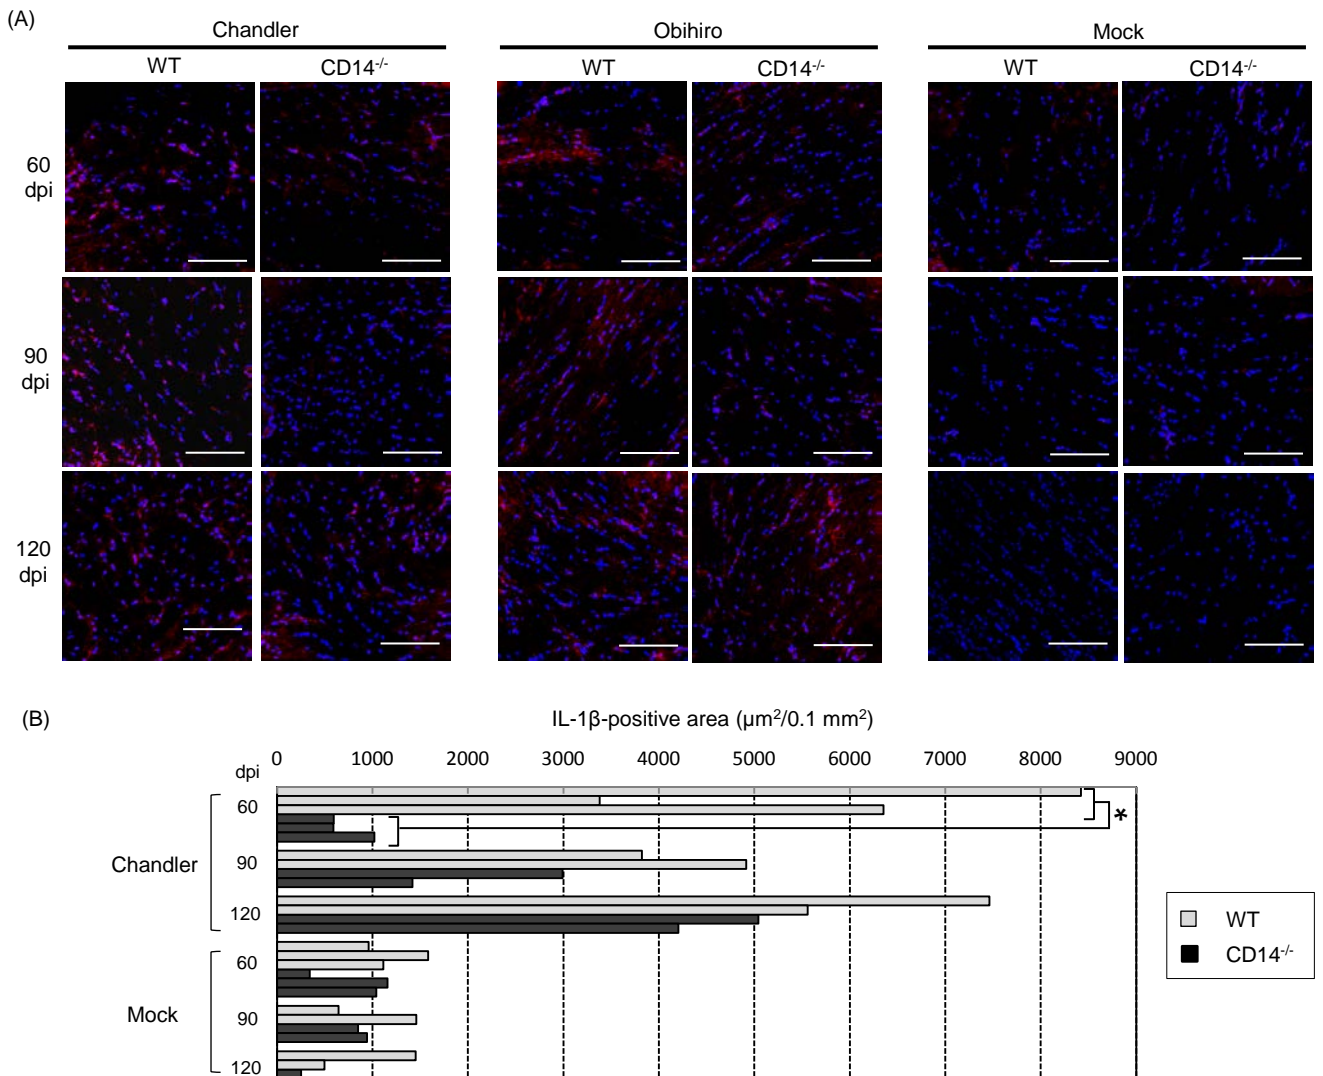 (A)
Chandler Obihiro Mock
WT CD14-/- WT CD14-/- WT CD14-/-
60
dpi
90
dpi
120
dpi
(B)
IL-1β-positive area (µm2/0.1 mm2)
dpi 0 1000 2000 3000 4000 5000 6000 7000 8000 9000
60
*
Chandler 90
120
60
Mock 90
120
WT
CD14-/-